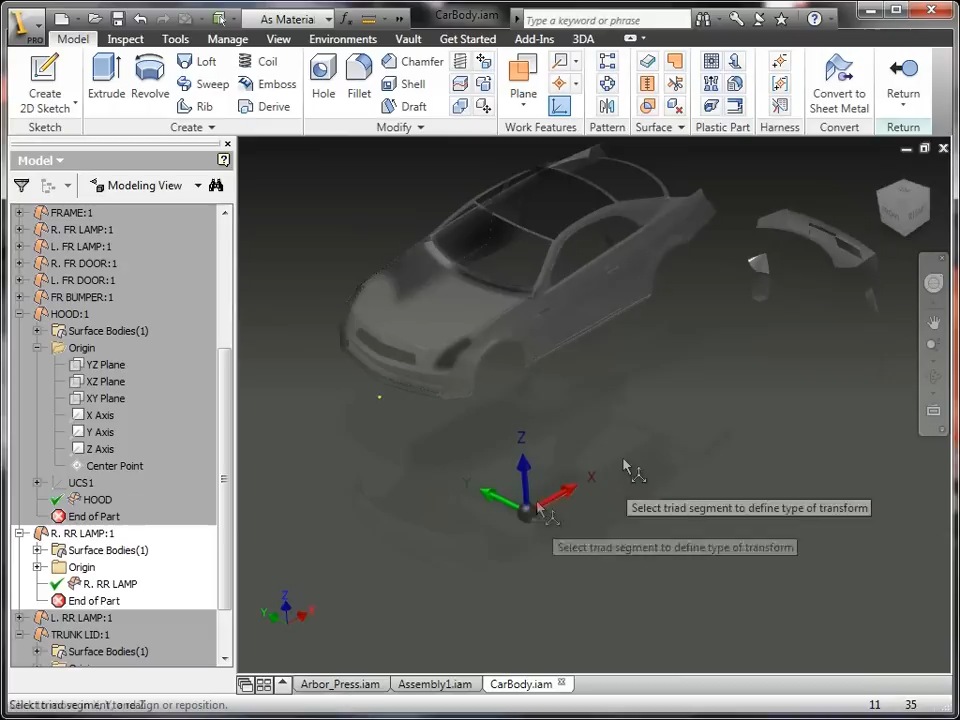 As Material
CarBody.iam
Type a keyword or phrase
PRO
Model Inspect Tools Manage View Environments Vault Get Started Add-Ins 3DA
Create
2D Sketch
Extrude
Revolve
Loft
Sweep
Rib
Coil
Emboss
Derive
Hole
Fillet
Chamfer
Shell
Draft
Plane
Convert to
Sheet Metal
Return
Sketch
Create
Modify
Work Features
Pattern
Surface
Plastic Part
Harness
Convert
Return
Model
Modeling View
FRAME:1
R. FR LAMP:1
L. FR LAMP:1
R. FR DOOR:1
L. FR DOOR:1
FR BUMPER:1
HOOD:1
Surface Bodies(1)
Origin
YZ Plane
XZ Plane
XY Plane
X Axis
Y Axis
Z Axis
Center Point
UCS1
HOOD
End of Part
R. RR LAMP:1
Surface Bodies(1)
Origin
R. RR LAMP
End of Part
L. RR LAMP:1
TRUNK LID:1
Surface Bodies(1)
Z
Y
X
Select triad segment to define type of transform
Select triad segment to define type of transform
Z
Y
X
Arbor_Press.iam
Assembly1.iam
CarBody.iam
11
35